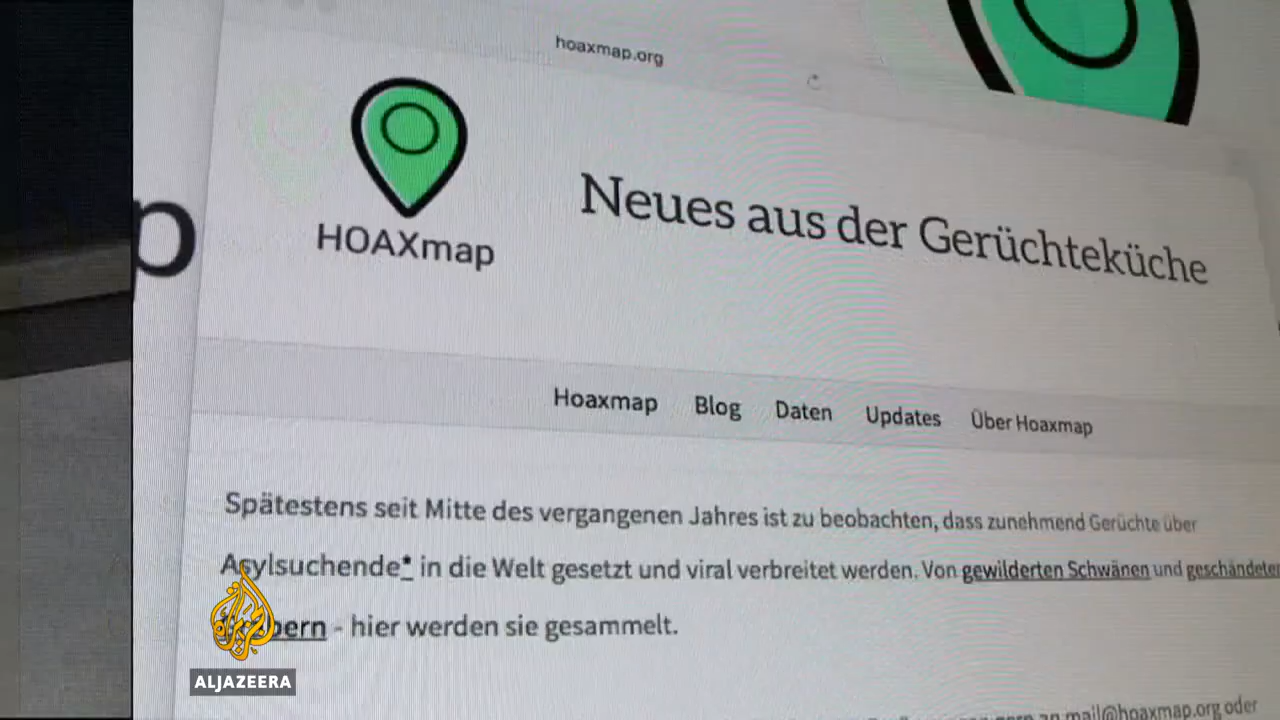 hoaxmap.org
HOAXmap
Neues aus der Gerüchteküche
p
Hoaxmap Blog Daten Updates Über Hoaxmap
Spätestens seit Mitte des vergangenen Jahres ist zu beobachten, dass zunehmend Gerüchte über
Asylsuchende* in die Welt gesetzt und viral verbreitet werden. Von gewilderten Schwänen und geschändeten
- hier werden sie gesammelt.
an mail@hoaxmap.org oder
ALJAZEERA